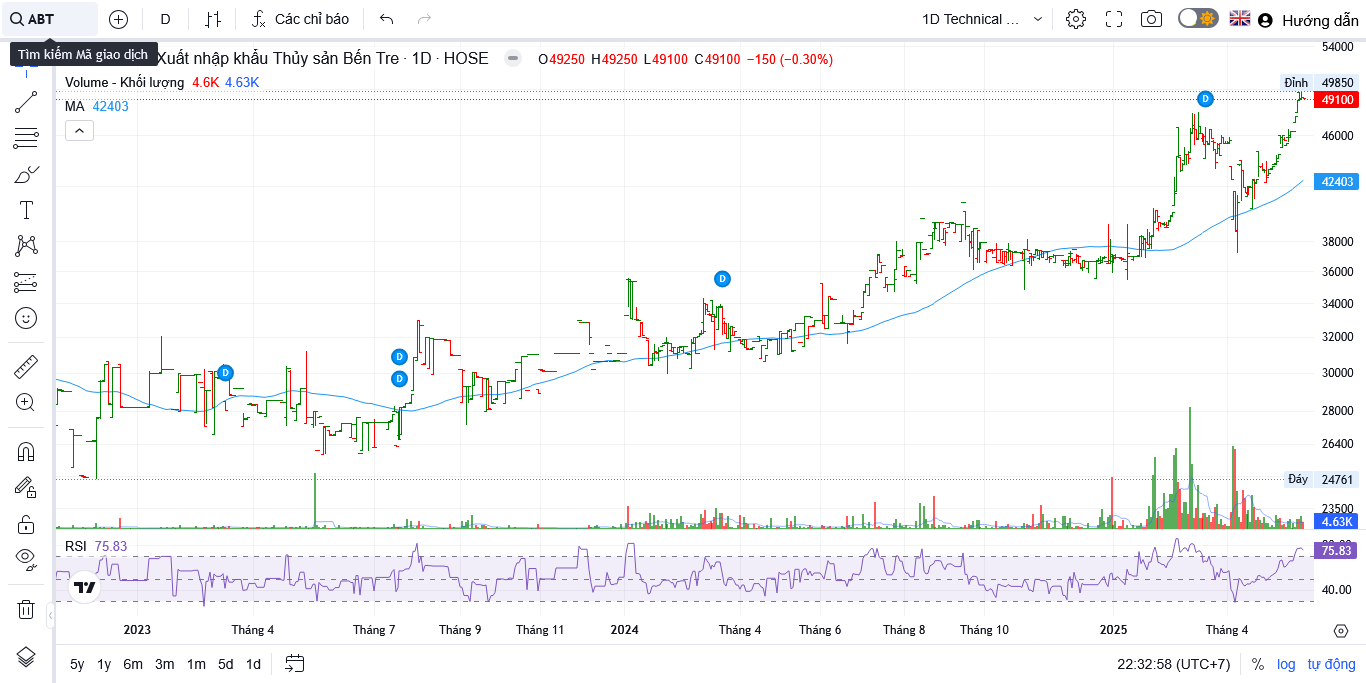 ABT
D
Các chỉ báo
1D Technical ...
Hướng dẫn
Tìm kiếm Mã giao dịch
Xuất nhập khẩu Thủy sản Bến Tre · 1D · HOSE
O49250 H49250 L49100 C49100 −150 (−0.30%)
Volume - Khối lượng 4.6K 4.63K
MA 42403
54000
Đỉnh 49850
49100
D
46000
42403
38000
36000
D
34000
32000
D
30000
D
D
28000
26400
Đáy 24761
23500
4.63K
RSI 75.83
75.83
40.00
2023 Tháng 4 Tháng 7 Tháng 9 Tháng 11 2024 Tháng 4 Tháng 6 Tháng 8 Tháng 10 2025 Tháng 4
5y 1y 6m 3m 1m 5d 1d
22:32:58 (UTC+7) % log tự động